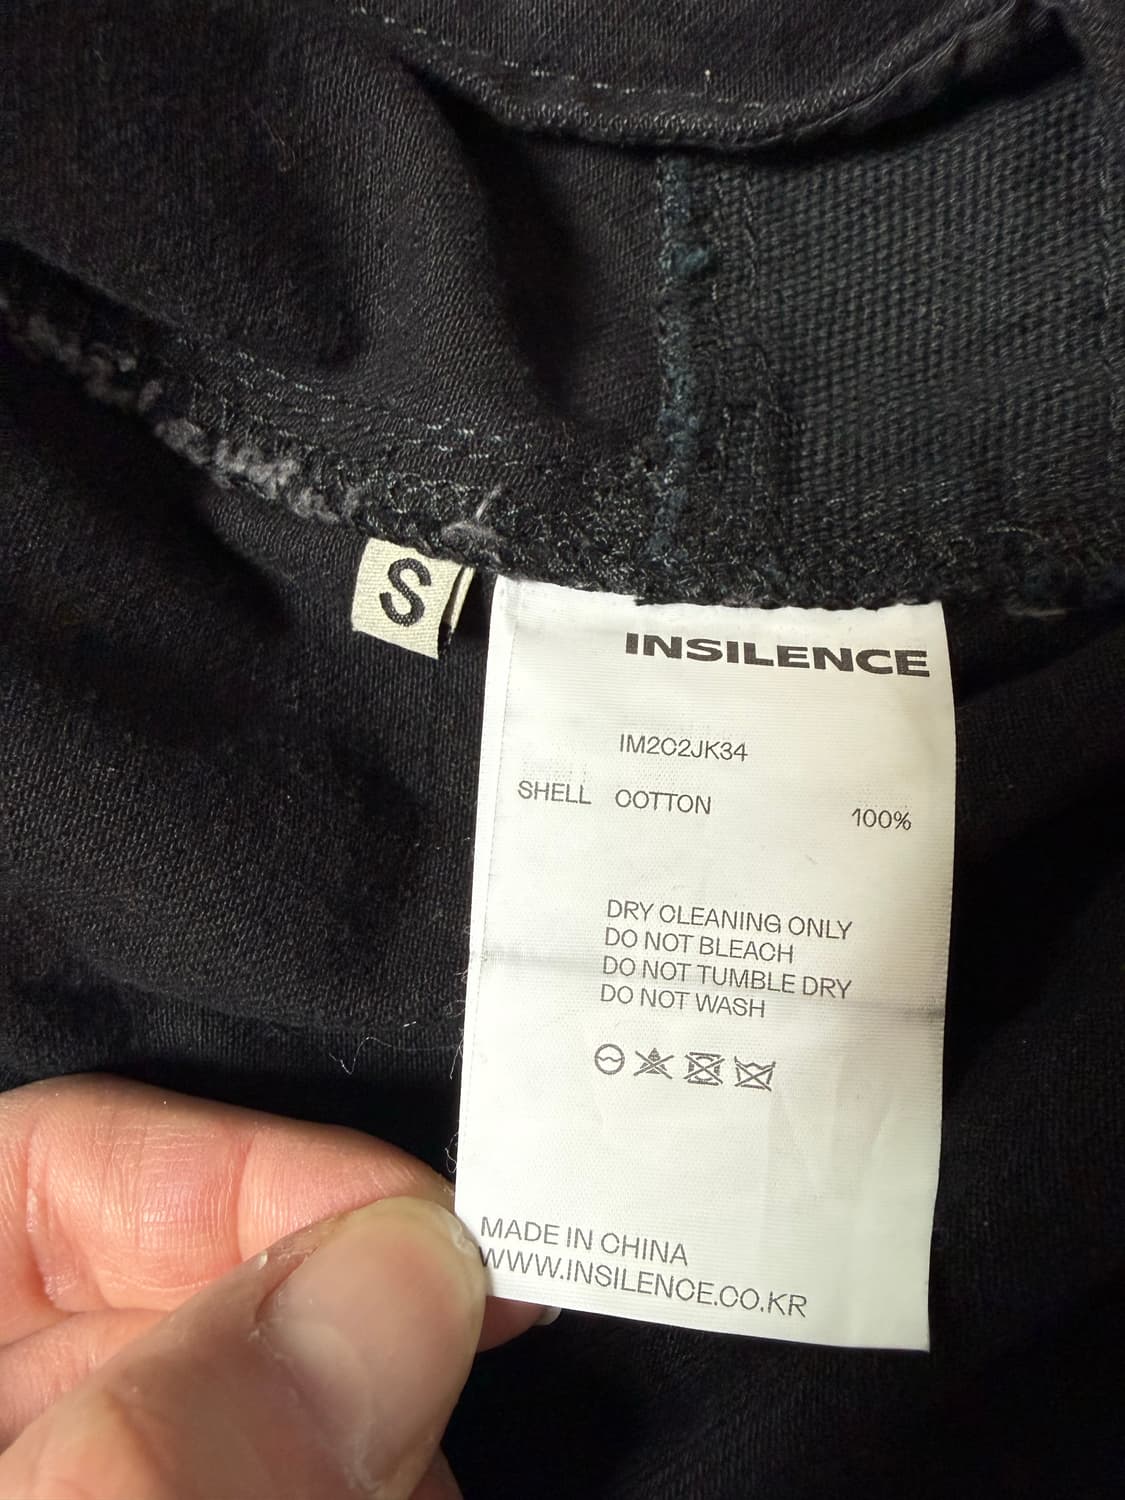 S
INSILENCE
IM2C2JK34
SHELL COTTON 100%
DRY CLEANING ONLY
DO NOT BLEACH
DO NOT TUMBLE DRY
DO NOT WASH
MADE IN CHINA
WWW.INSILENCE.CO.KR